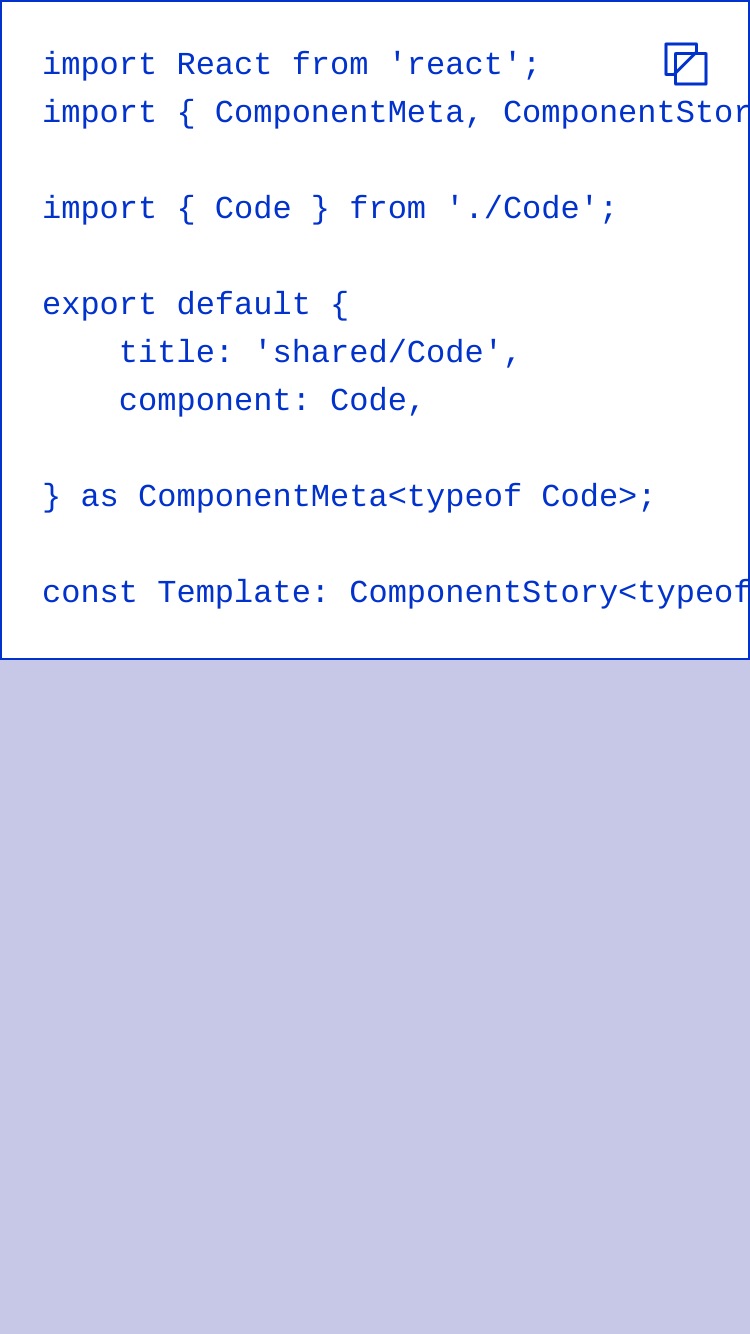 import React from 'react';
import { ComponentMeta, ComponentStor
import { Code } from './Code';
export default {
title: 'shared/Code',
component: Code,
} as ComponentMeta<typeof Code>;
const Template: ComponentStory<typeof